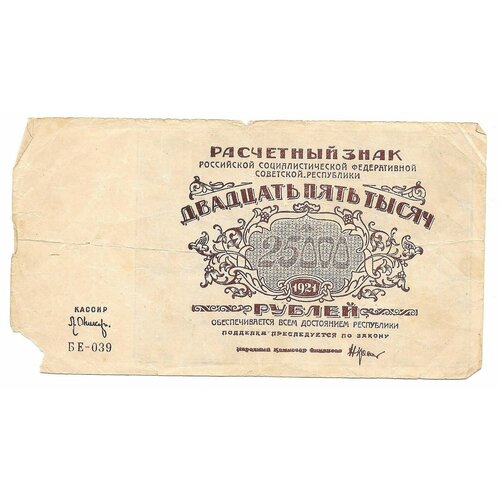 РАСЧЕТНЫЙ ЗНАК
РОССИЙСКОЙ СОЦИАЛИСТИЧЕСКОЙ ФЕДЕРАТИВНОЙ
СОВЕТСКОЙ РЕСПУБЛИКИ
ДВАДЦАТЬ ПЯТЬ ТЫСЯЧ
25000
1921
РУБЛЕЙ
ОБЕСПЕЧИВАЕТСЯ ВСЕМ ДОСТОЯНИЕМ РЕСПУБЛИКИ
ПОДДЕЛКА ПРЕСЛЕДУЕТСЯ ПО ЗАКОНУ
Народный Комиссар Финансов
КАССИР
БЕ-039